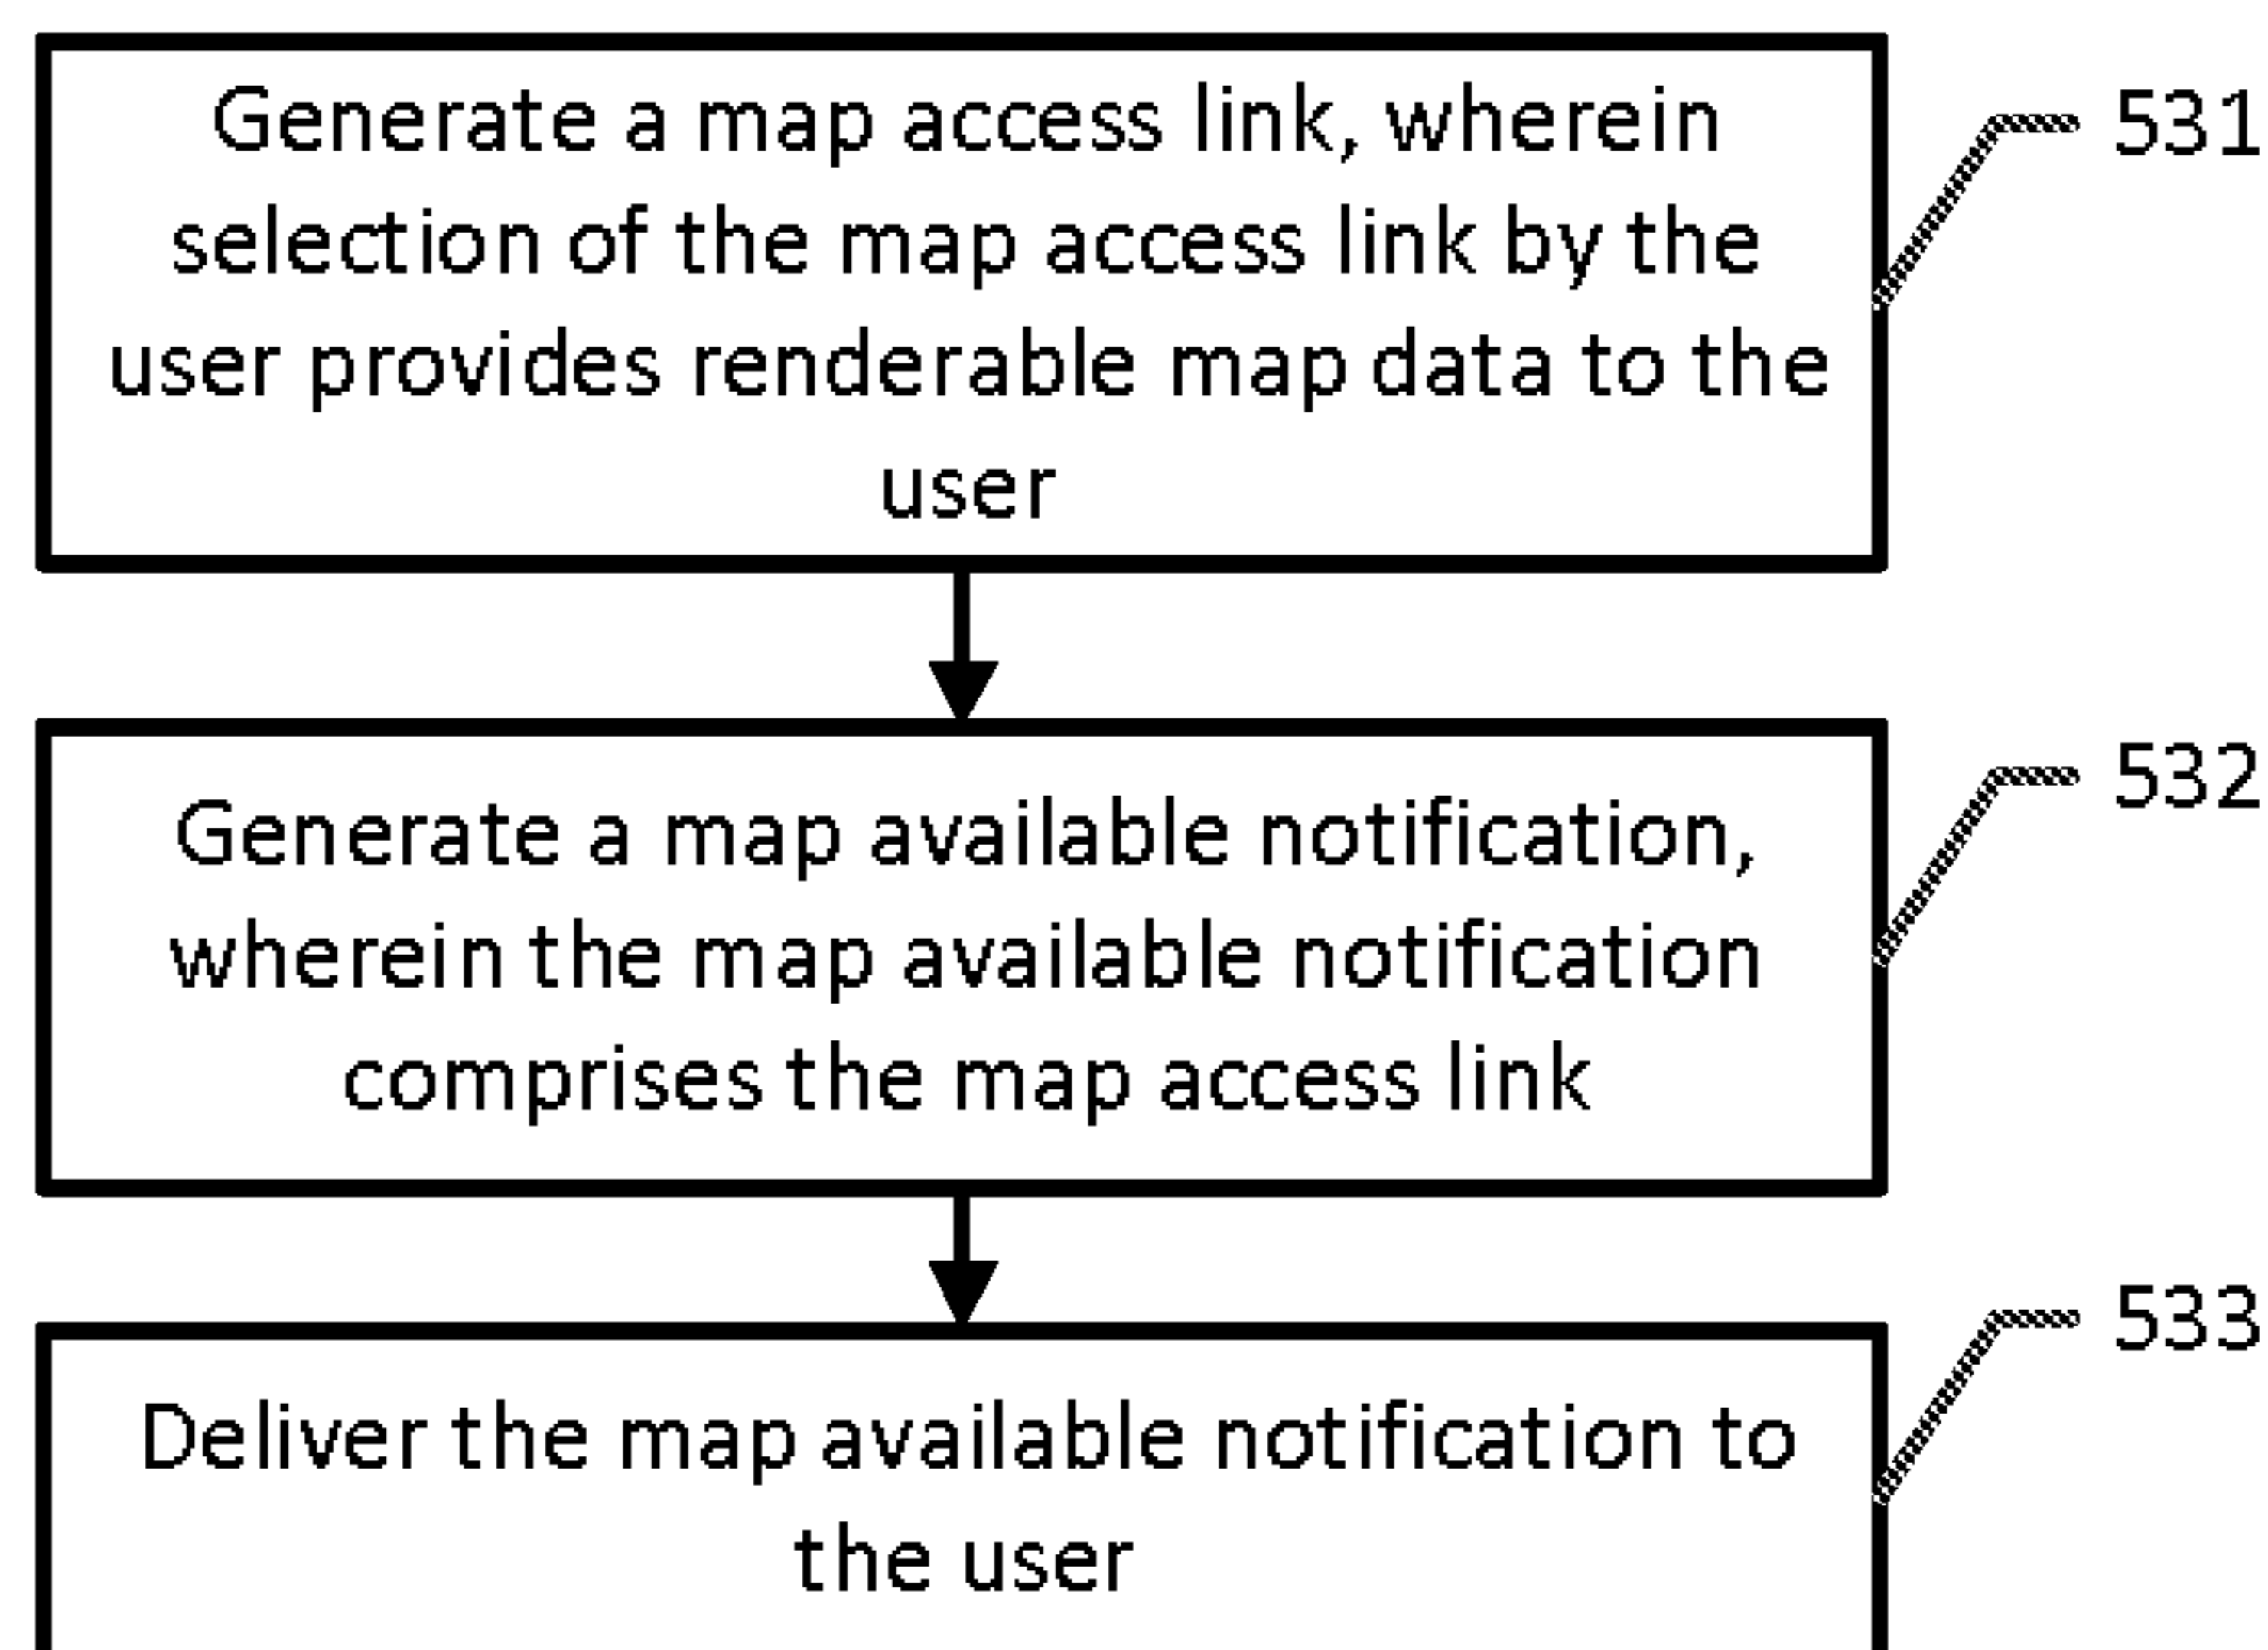 Generate a map access link, wherein
selection of the map access link by the
user provides renderable map data to the
user
531
Generate a map available notification,
wherein the map available notification
comprises the map access link
532
Deliver the map available notification to
the user
533